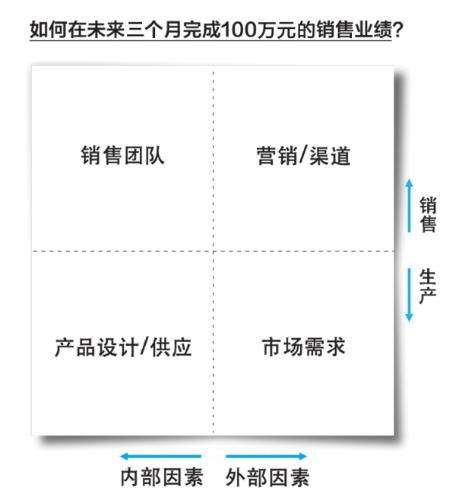 如何在未来三个月完成100万元的销售业绩?
销售团队
营销/渠道
销售
生产
产品设计/供应
市场需求
内部因素
外部因素